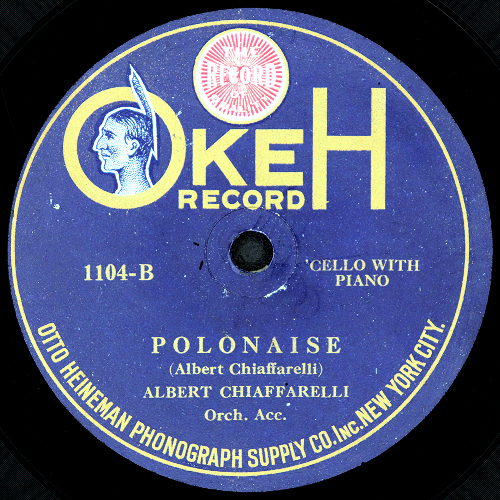 RECORD
OKEH
RECORD
1104-B
'CELLO WITH
PIANO
POLONAISE
(Albert Chiaffarelli)
ALBERT CHIAFFARELLI
Orch. Acc.
OTTO HEINEMAN PHONOGRAPH SUPPLY CO. Inc. NEW YORK CITY.